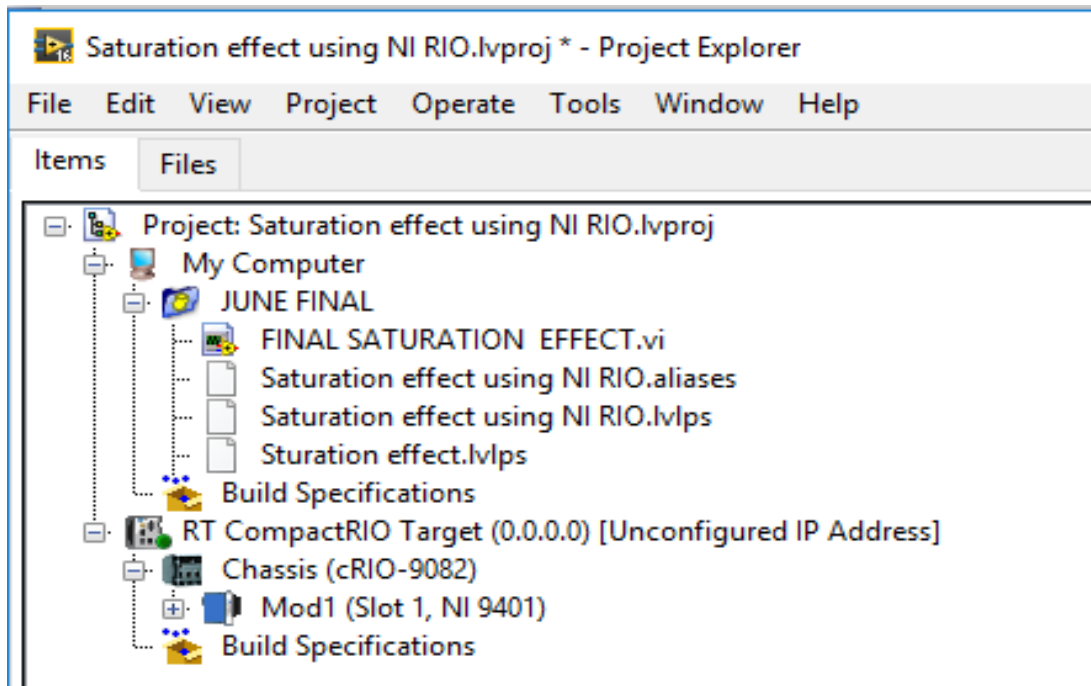 Saturation effect using NI RIO.lvproj * - Project Explorer
File Edit View Project Operate Tools Window Help
Items Files
Project: Saturation effect using NI RIO.lvproj
My Computer
JUNE FINAL
FINAL SATURATION  EFFECT.vi
Saturation effect using NI RIO.aliases
Saturation effect using NI RIO.lvlps
Sturation effect.lvlps
Build Specifications
RT CompactRIO Target (0.0.0.0) [Unconfigured IP Address]
Chassis (cRIO-9082)
Mod1 (Slot 1, NI 9401)
Build Specifications